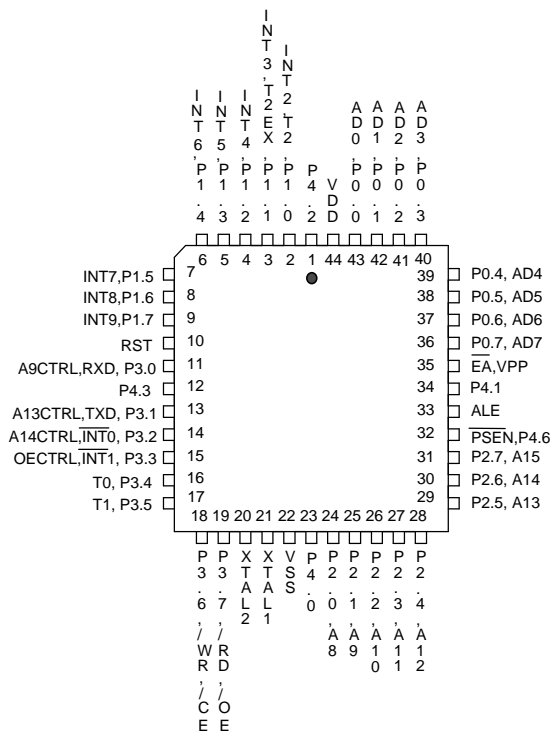 INT6,P1.4
INT5,P1.3
INT4,P1.2
INT3,T2EX,P1.1
INT2,T2,P1.0
P4.2
VDD
AD0,P0.0
AD1,P0.1
AD2,P0.2
AD3,P0.3
6 5 4 3 2 1 44 43 42 41 40
INT7,P1.5 7
INT8,P1.6 8
INT9,P1.7 9
RST 10
A9CTRL,RXD, P3.0 11
P4.3 12
A13CTRL,TXD, P3.1 13
A14CTRL,INT0, P3.2 14
OECTRL,INT1, P3.3 15
T0, P3.4 16
T1, P3.5 17
39 P0.4, AD4
38 P0.5, AD5
37 P0.6, AD6
36 P0.7, AD7
35 EA,VPP
34 P4.1
33 ALE
32 PSEN,P4.6
31 P2.7, A15
30 P2.6, A14
29 P2.5, A13
18 19 20 21 22 23 24 25 26 27 28
P3.6,/WR,/CE
P3.7,/RD,/OE
XTAL2
XTAL1
VSS
P4.0
P2.0,A8
P2.1,A9
P2.2,A10
P2.3,A11
P2.4,A12